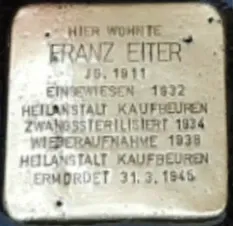 HIER WOHNTE
FRANZ EITER
JG. 1911
EINGEWIESEN 1932
HEILANSTALT KAUFBEUREN
ZWANGSSTERILISIERT 1934
WIEDERAUFNAHME 1938
HEILANSTALT KAUFBEUREN
ERMORDET 31.3.1945